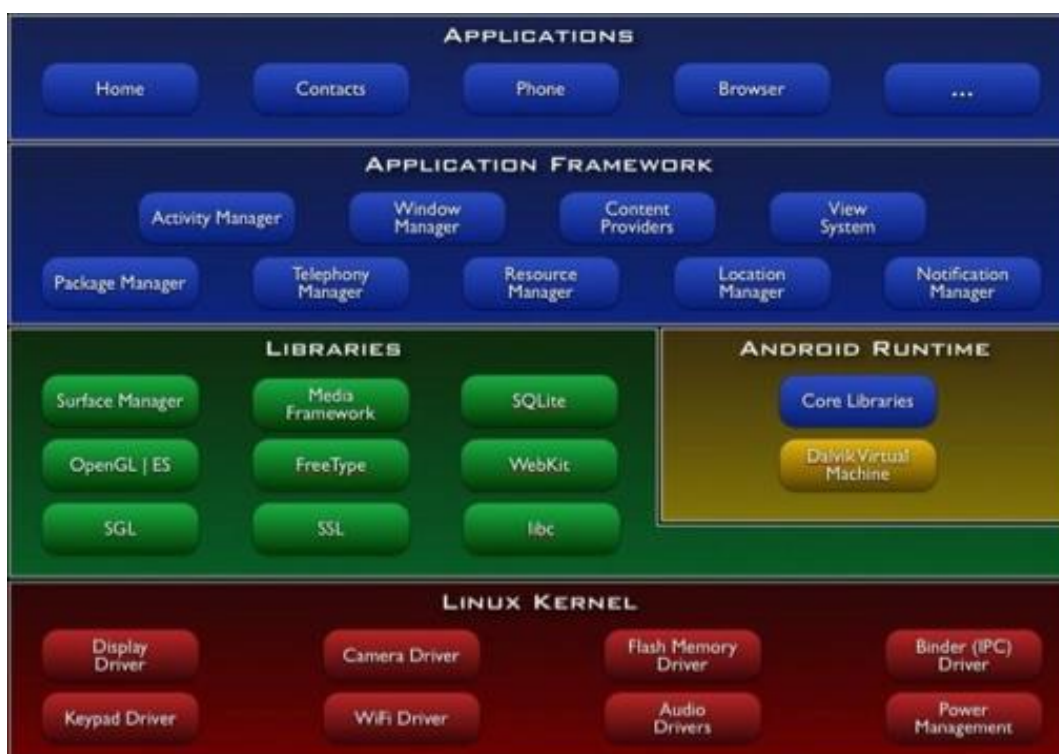 APPLICATIONS
Home
Contacts
Phone
Browser
...
APPLICATION FRAMEWORK
Activity Manager
Window
Manager
Content
Providers
View
System
Package Manager
Telephony
Manager
Resource
Manager
Location
Manager
Notification
Manager
LIBRARIES
Surface Manager
Media
Framework
SQLite
OpenGL | ES
FreeType
WebKit
SGL
SSL
libc
ANDROID RUNTIME
Core Libraries
Dalvik Virtual
Machine
LINUX KERNEL
Display
Driver
Camera Driver
Flash Memory
Driver
Binder (IPC)
Driver
Keypad Driver
WiFi Driver
Audio
Drivers
Power
Management